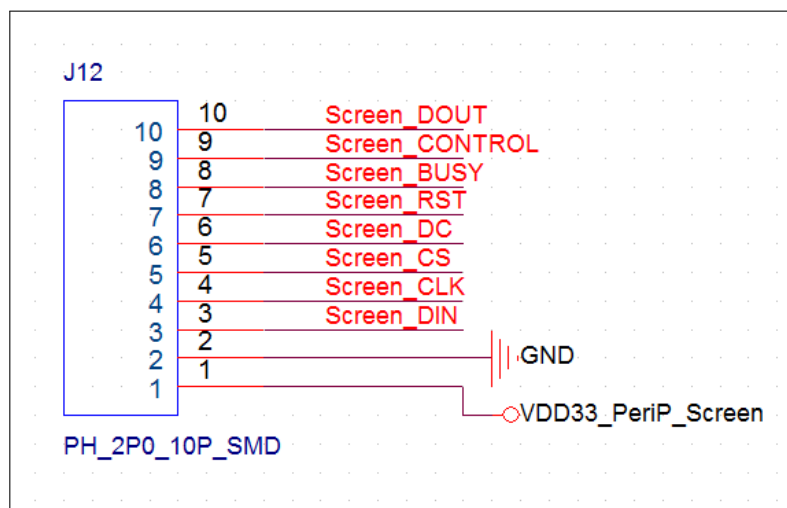 J12
10 10 Screen_DOUT
9 9 Screen_CONTROL
8 8 Screen_BUSY
7 7 Screen_RST
6 6 Screen_DC
5 5 Screen_CS
4 4 Screen_CLK
3 3 Screen_DIN
2 2 GND
1 1 VDD33_PeriP_Screen
PH_2P0_10P_SMD